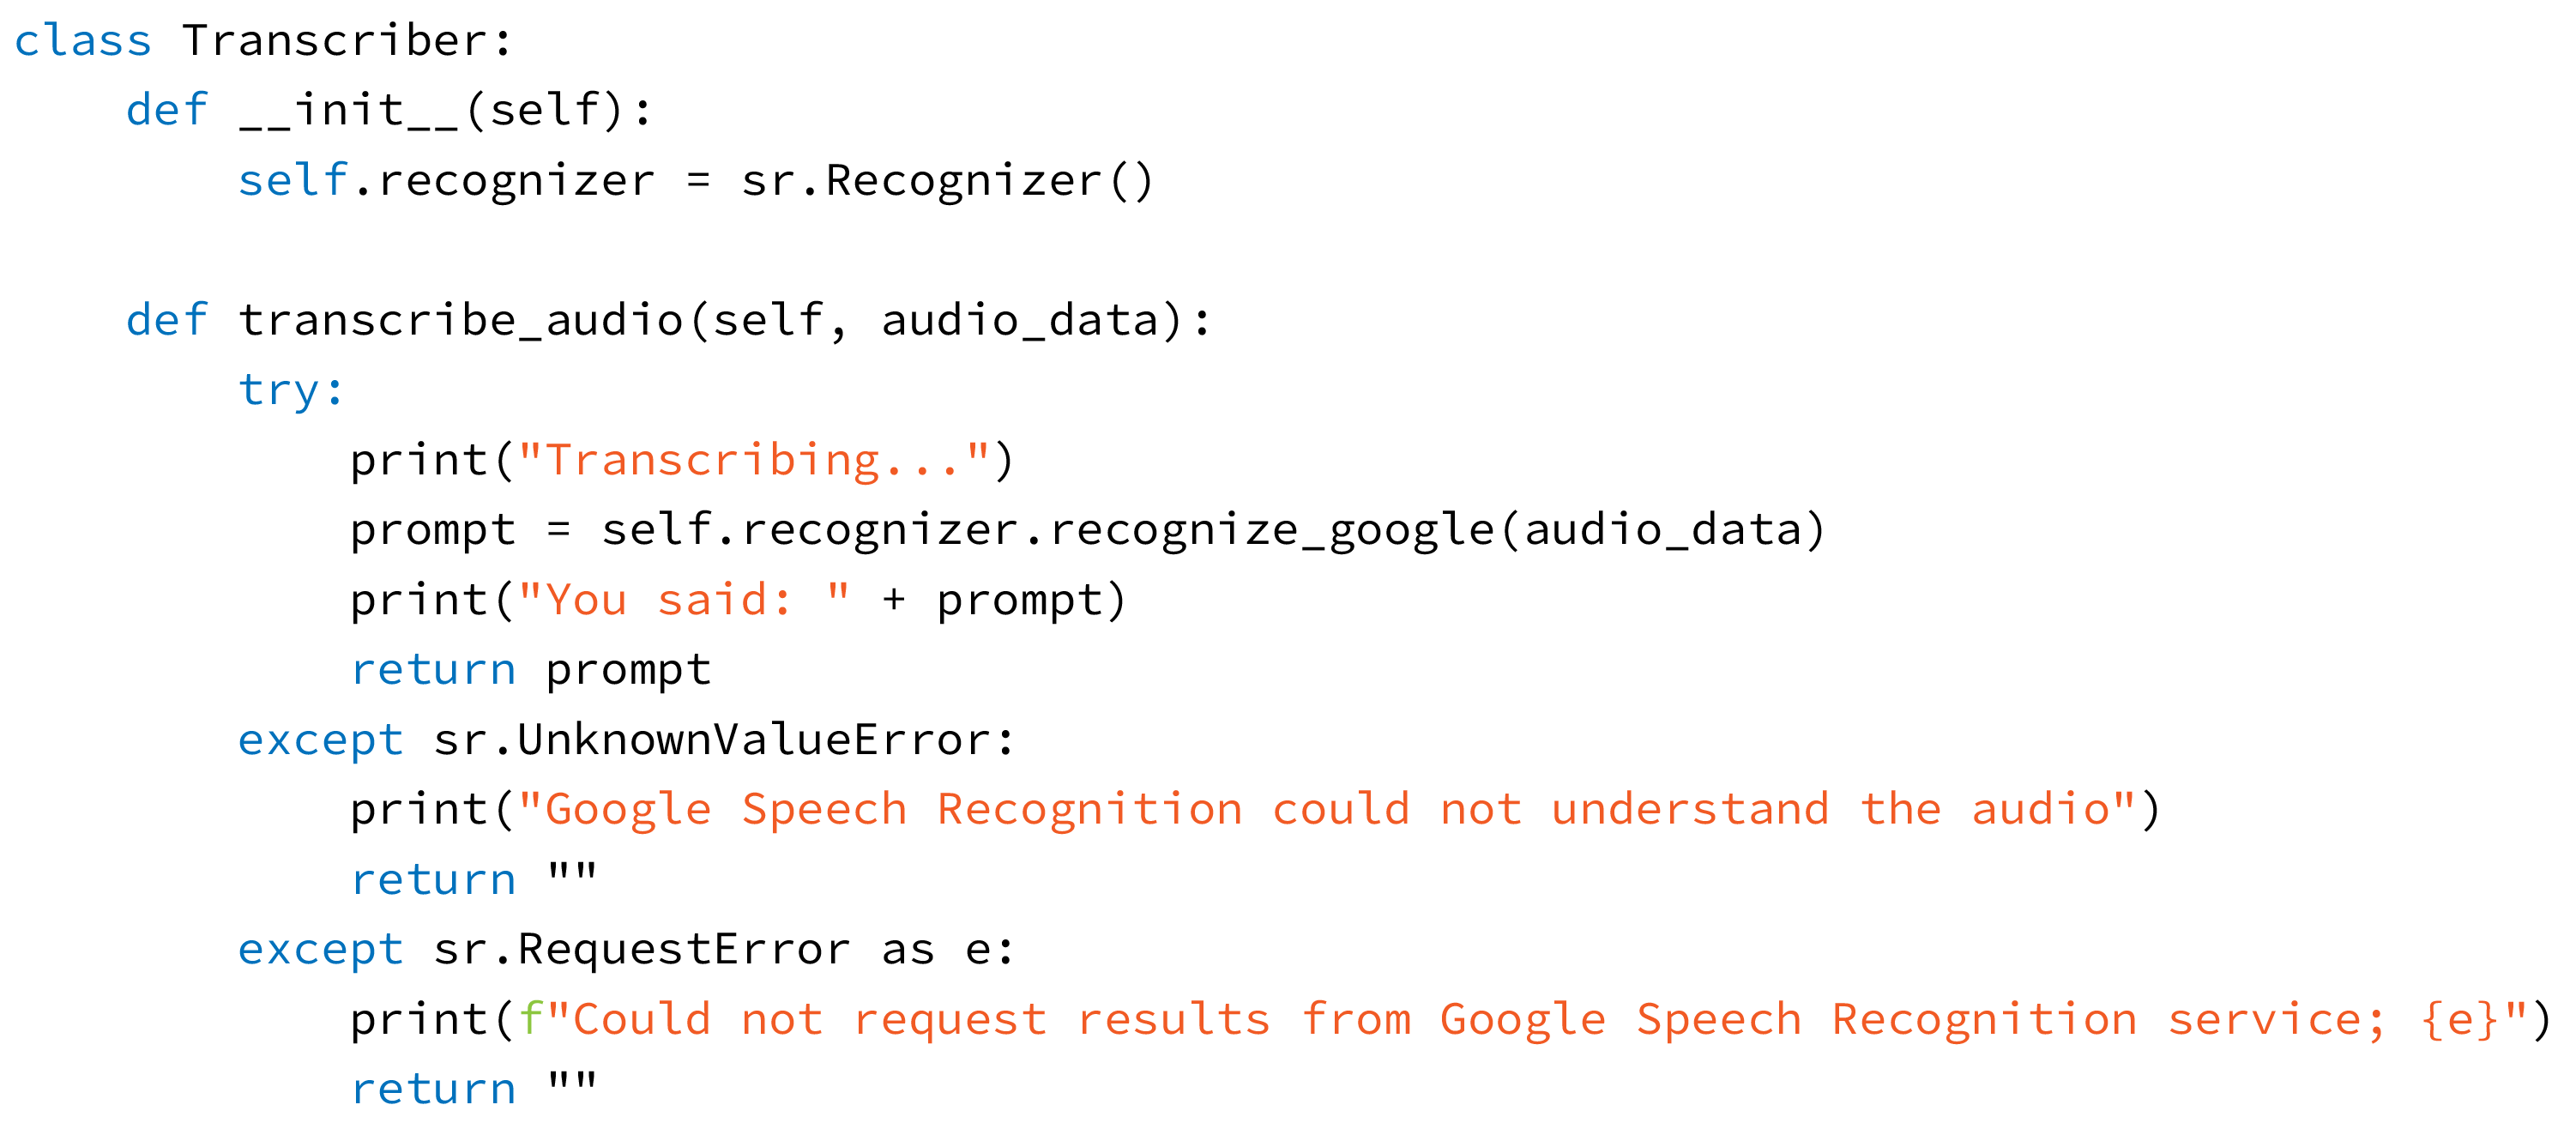 class Transcriber:
    def __init__(self):
        self.recognizer = sr.Recognizer()

    def transcribe_audio(self, audio_data):
        try:
            print("Transcribing...")
            prompt = self.recognizer.recognize_google(audio_data)
            print("You said: " + prompt)
            return prompt
        except sr.UnknownValueError:
            print("Google Speech Recognition could not understand the audio")
            return ""
        except sr.RequestError as e:
            print(f"Could not request results from Google Speech Recognition service; {e}")
            return ""